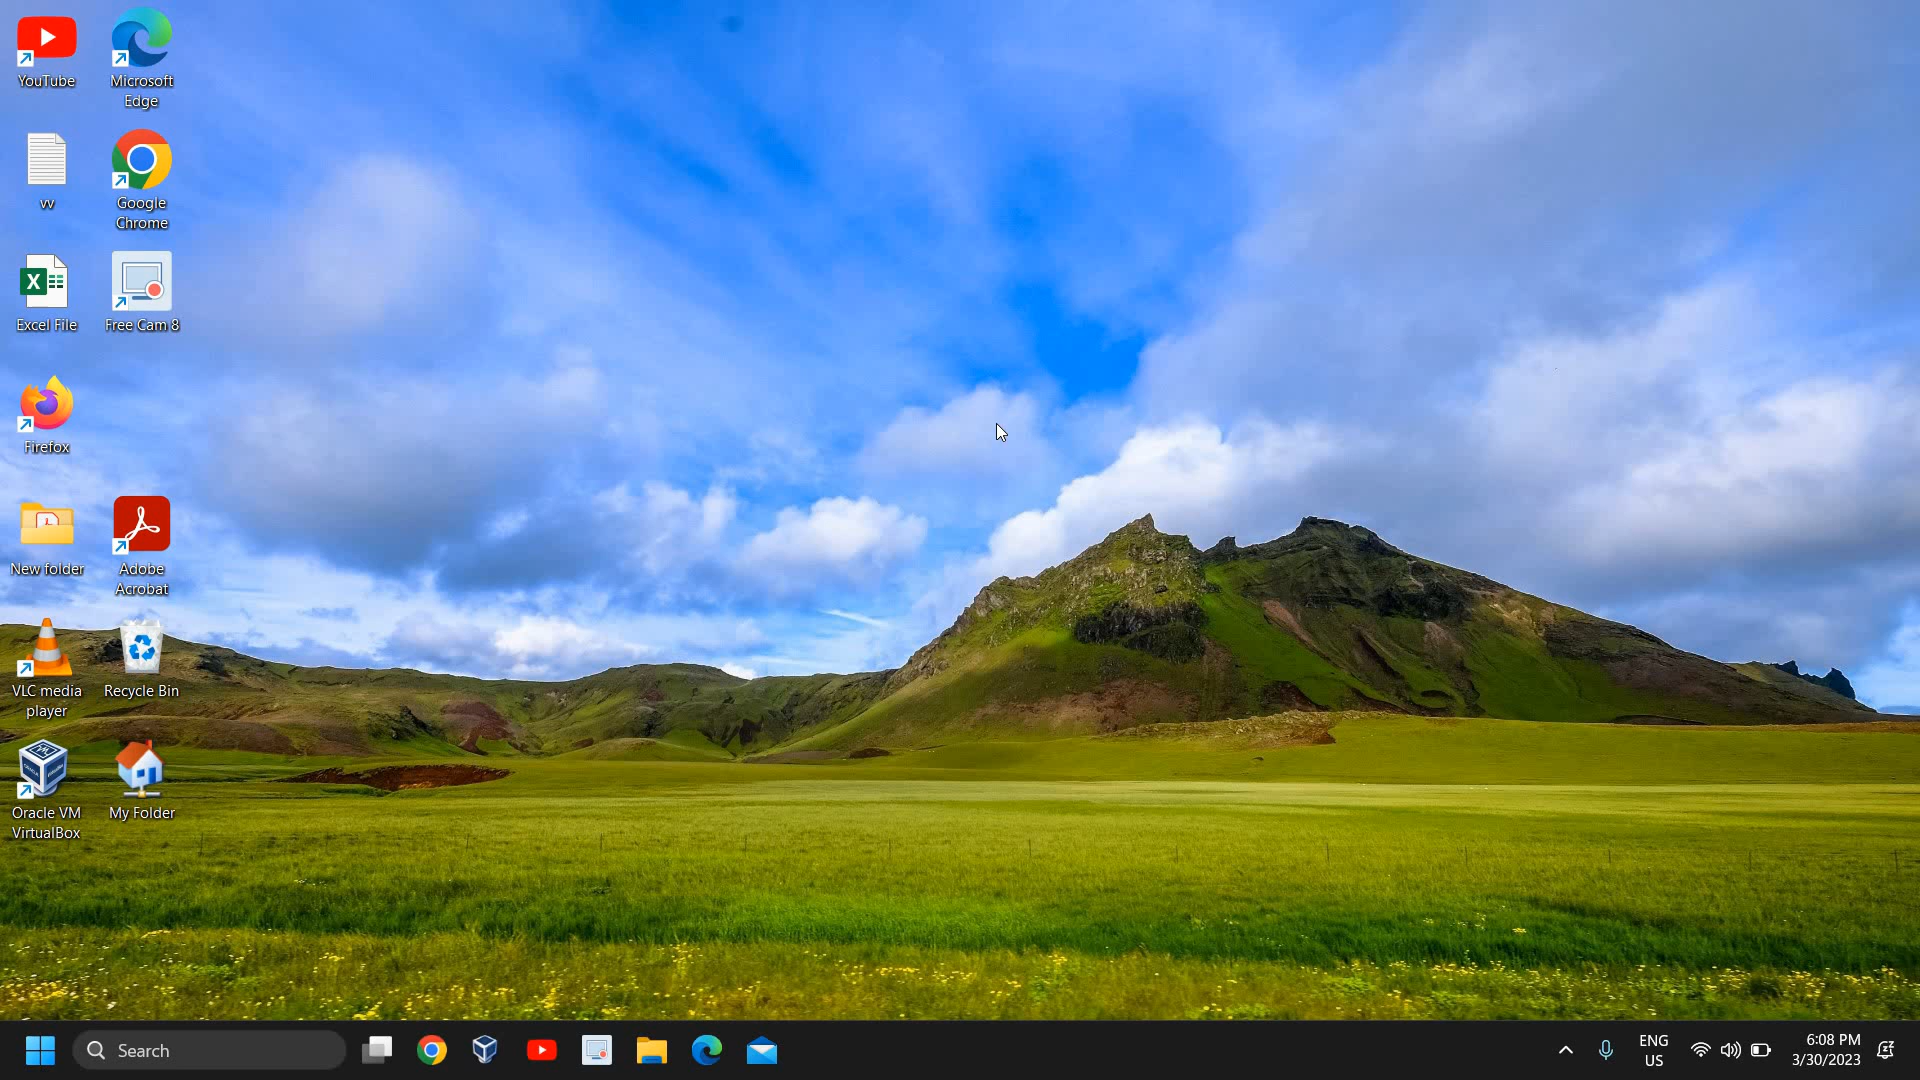 YouTube
Microsoft
Edge
vv
Google
Chrome
Excel File
Free Cam 8
Firefox
New folder
Adobe
Acrobat
VLC media
player
Recycle Bin
Oracle VM
VirtualBox
My Folder
Search
ENG
US
6:08 PM
3/30/2023